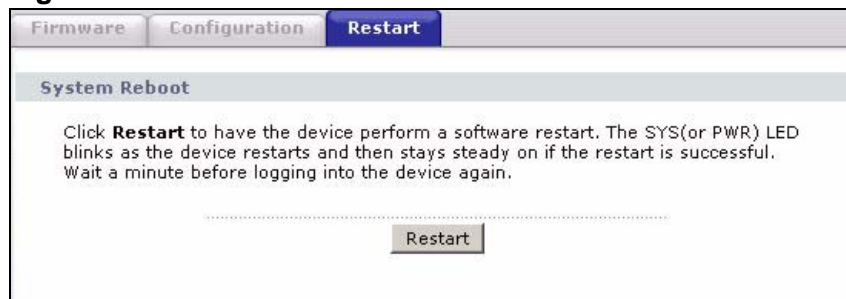 Firmware Configuration Restart
System Reboot
Click Restart to have the device perform a software restart. The SYS(or PWR) LED
blinks as the device restarts and then stays steady on if the restart is successful.
Wait a minute before logging into the device again.
Restart